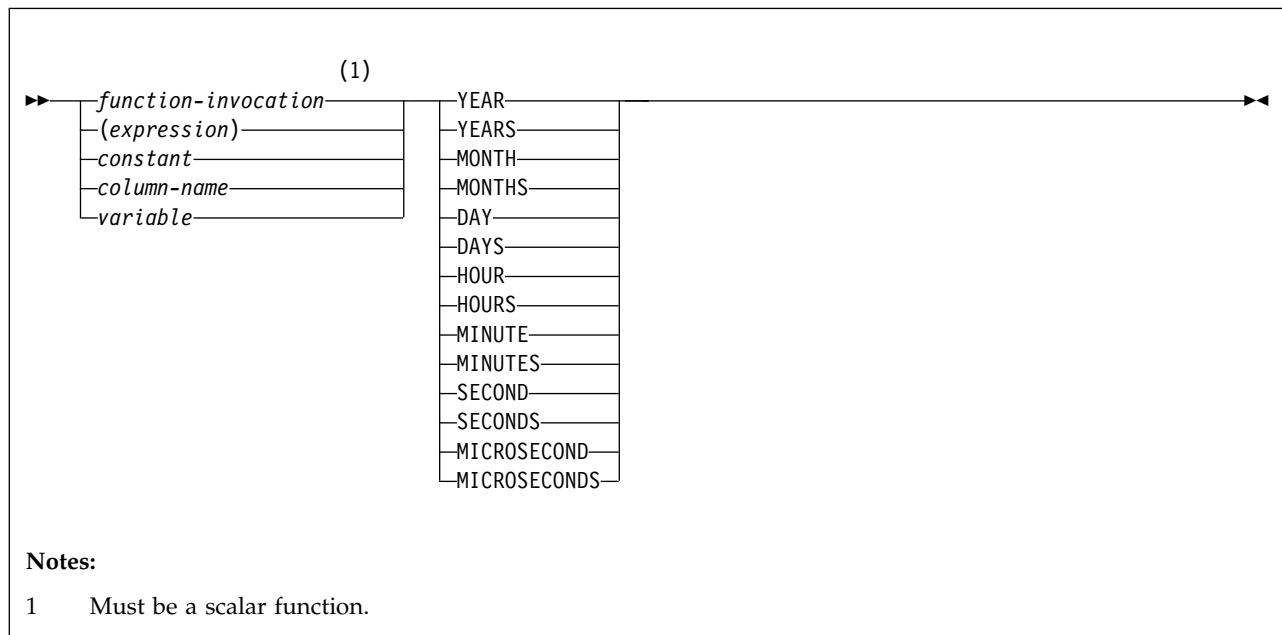 (1)
function-invocation YEAR
(expression) YEARS
constant MONTH
column-name MONTHS
variable DAY
DAYS
HOUR
HOURS
MINUTE
MINUTES
SECOND
SECONDS
MICROSECOND
MICROSECONDS
Notes:
1 Must be a scalar function.